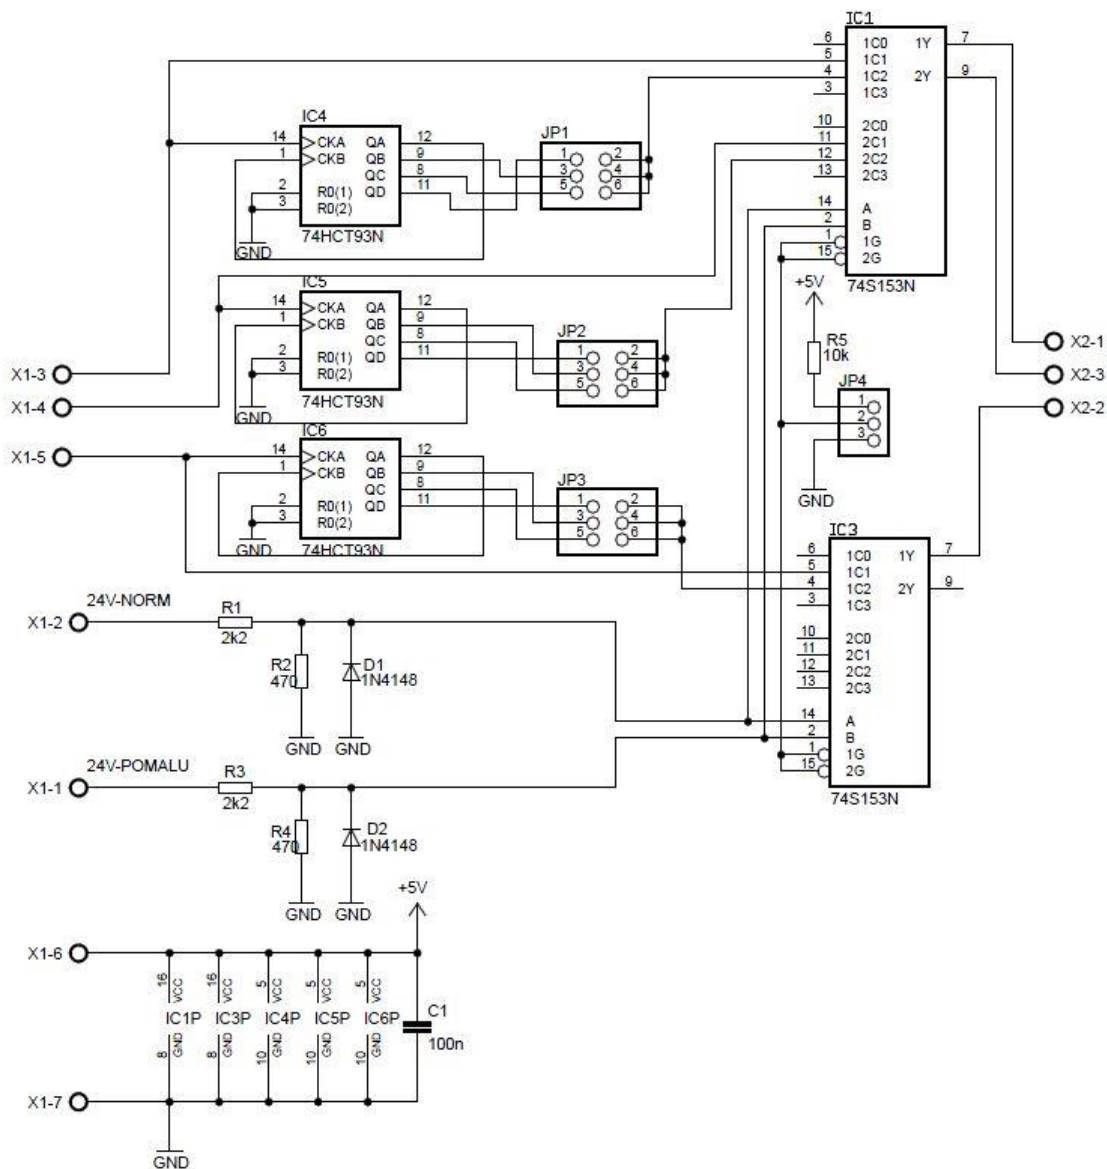 IC1
6 1C0 1Y 7
5 1C1
4 1C2 2Y 9
3 1C3
10 2C0
11 2C1
12 2C2
13 2C3
14 A
2 B
1 1G
15 2G
74S153N
IC4
14 CKA QA 12
1 CKB QB 9
QC 8
2 R0(1) QD 11
3 R0(2)
GND
74HCT93N
JP1
1 2
3 4
5 6
IC5
14 CKA QA 12
1 CKB QB 9
QC 8
2 R0(1) QD 11
3 R0(2)
GND
74HCT93N
JP2
1 2
3 4
5 6
+5V
R5
10k
JP4
1
2
3
GND
X2-1
X2-3
X2-2
X1-3
X1-4
X1-5
IC6
14 CKA QA 12
1 CKB QB 9
QC 8
2 R0(1) QD 11
3 R0(2)
GND
74HCT93N
JP3
1 2
3 4
5 6
IC3
6 1C0 1Y 7
5 1C1
4 1C2 2Y 9
3 1C3
10 2C0
11 2C1
12 2C2
13 2C3
14 A
2 B
1 1G
15 2G
74S153N
24V-NORM
X1-2
R1
2k2
R2
470
D1
1N4148
GND GND
24V-POMALU
X1-1
R3
2k2
R4
470
D2
1N4148
GND GND
+5V
X1-6
16 VCC 16 VCC 5 VCC 5 VCC 5 VCC
IC1P IC3P IC4P IC5P IC6P
8 GND 8 GND 10 GND 10 GND 10 GND
C1
100n
X1-7
GND